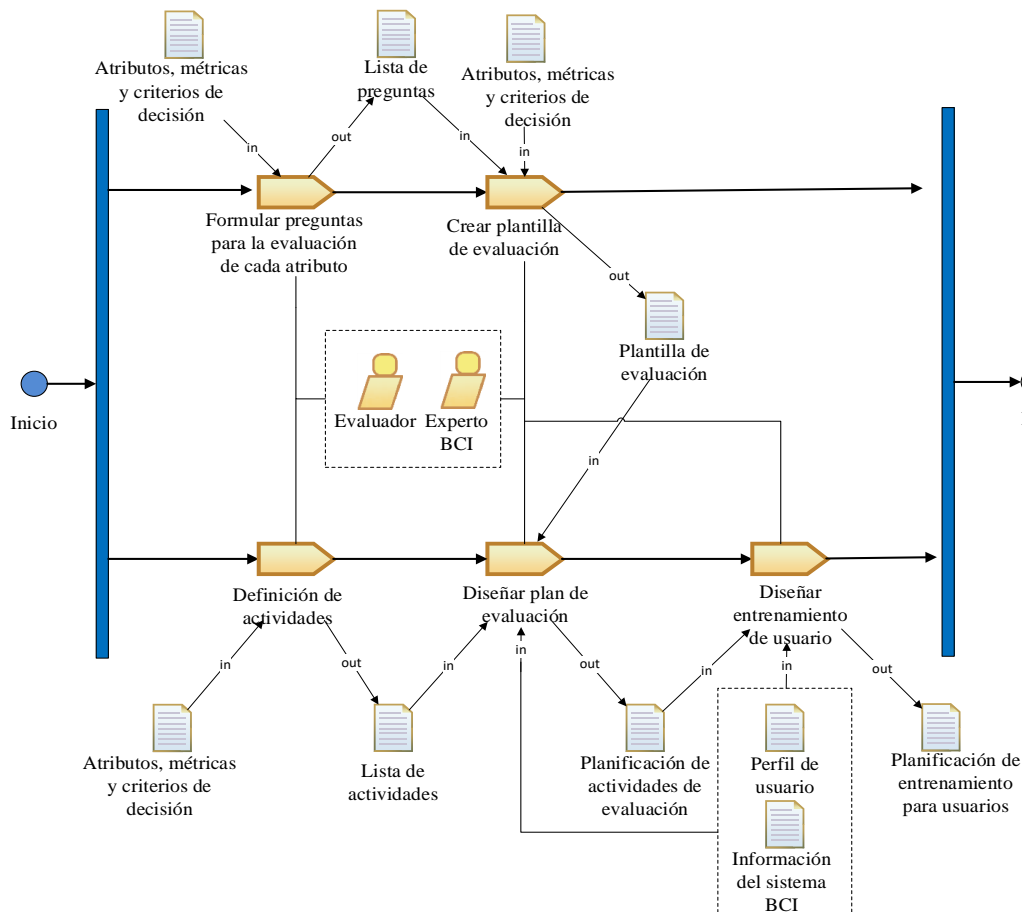 Atributos, métricas
y criterios de
decisión
Lista de
preguntas
Atributos, métricas
y criterios de
decisión
in
out
in
in
Formular preguntas
para la evaluación
de cada atributo
Crear plantilla
de evaluación
out
Plantilla de
evaluación
Evaluador
Experto
BCI
Inicio
in
Definición de
actividades
Diseñar plan de
evaluación
Diseñar
entrenamiento
de usuario
in
out
in
in
out
in
in
out
Atributos, métricas
y criterios de
decisión
Lista de
actividades
Planificación de
actividades de
evaluación
Perfil de
usuario
Planificación de
entrenamiento
para usuarios
Información
del sistema
BCI